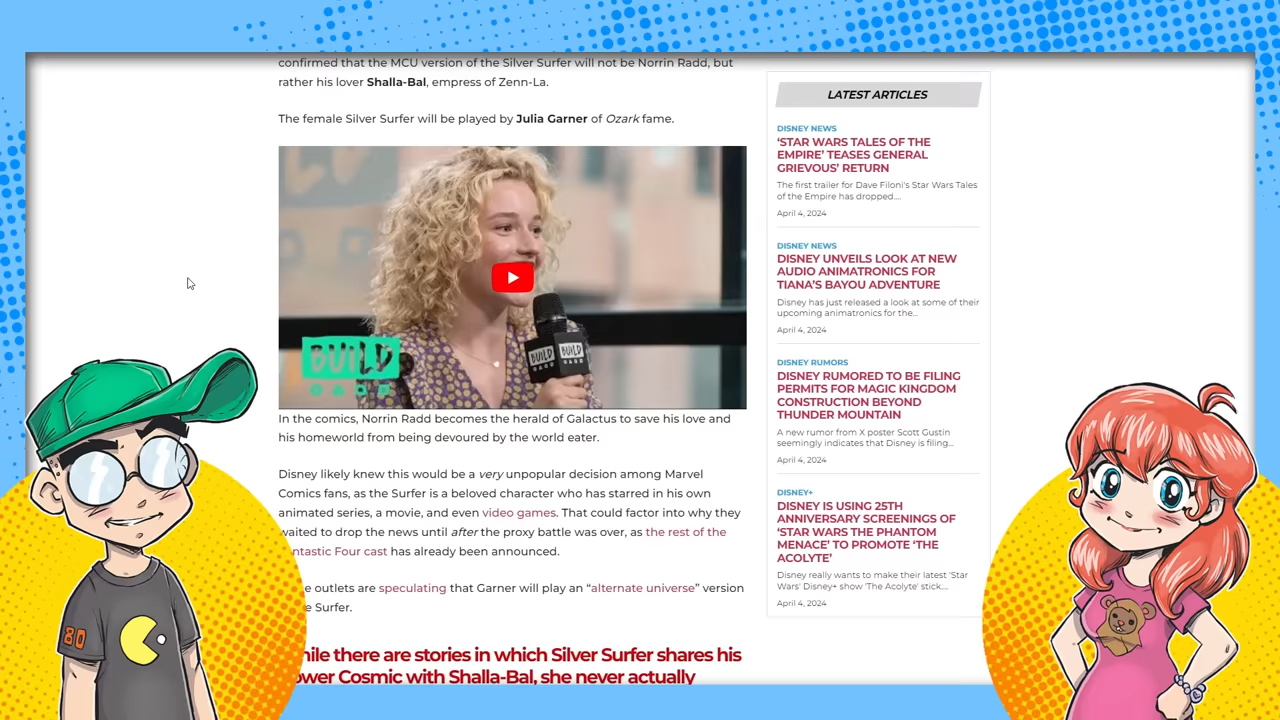 confirmed that the MCU version of the Silver Surfer will not be Norrin Radd, but
rather his lover Shalla-Bal, empress of Zenn-La.
The female Silver Surfer will be played by Julia Garner of Ozark fame.
BUILD
BUILD
BUILD
In the comics, Norrin Radd becomes the herald of Galactus to save his love and
his homeworld from being devoured by the world eater.
Disney likely knew this would be a very unpopular decision among Marvel
Comics fans, as the Surfer is a beloved character who has starred in his own
animated series, a movie, and even video games. That could factor into why they
waited to drop the news until after the proxy battle was over, as the rest of the
ntastic Four cast has already been announced.
e outlets are speculating that Garner will play an “alternate universe” version
e Surfer.
hile there are stories in which Silver Surfer shares his
ower Cosmic with Shalla-Bal, she never actually
LATEST ARTICLES
DISNEY NEWS
‘STAR WARS TALES OF THE
EMPIRE’ TEASES GENERAL
GRIEVOUS’ RETURN
The first trailer for Dave Filoni's Star Wars Tales
of the Empire has dropped....
April 4, 2024
DISNEY NEWS
DISNEY UNVEILS LOOK AT NEW
AUDIO ANIMATRONICS FOR
TIANA’S BAYOU ADVENTURE
Disney has just released a look at some of their
upcoming animatronics for the...
April 4, 2024
DISNEY RUMORS
DISNEY RUMORED TO BE FILING
PERMITS FOR MAGIC KINGDOM
CONSTRUCTION BEYOND
THUNDER MOUNTAIN
A new rumor from X poster Scott Gustin
seemingly indicates that Disney is filing...
April 4, 2024
DISNEY+
DISNEY IS USING 25TH
ANNIVERSARY SCREENINGS OF
‘STAR WARS THE PHANTOM
MENACE’ TO PROMOTE ‘THE
ACOLYTE’
Disney really wants to make their latest 'Star
Wars' Disney+ show 'The Acolyte' stick....
April 4, 2024
80